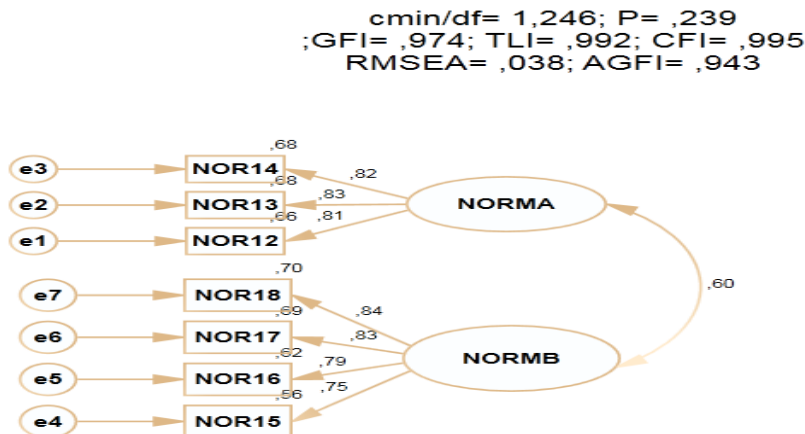 cmin/df= 1,246; P= ,239
;GFI= ,974; TLI= ,992; CFI= ,995
RMSEA= ,038; AGFI= ,943
,68
e3 NOR14 ,82
,68
e2 NOR13 ,83 NORMA
,66 ,81
e1 NOR12
,60
,70
e7 NOR18 ,84
,69
e6 NOR17 ,83 NORMB
,62
e5 NOR16 ,79
,56 ,75
e4 NOR15